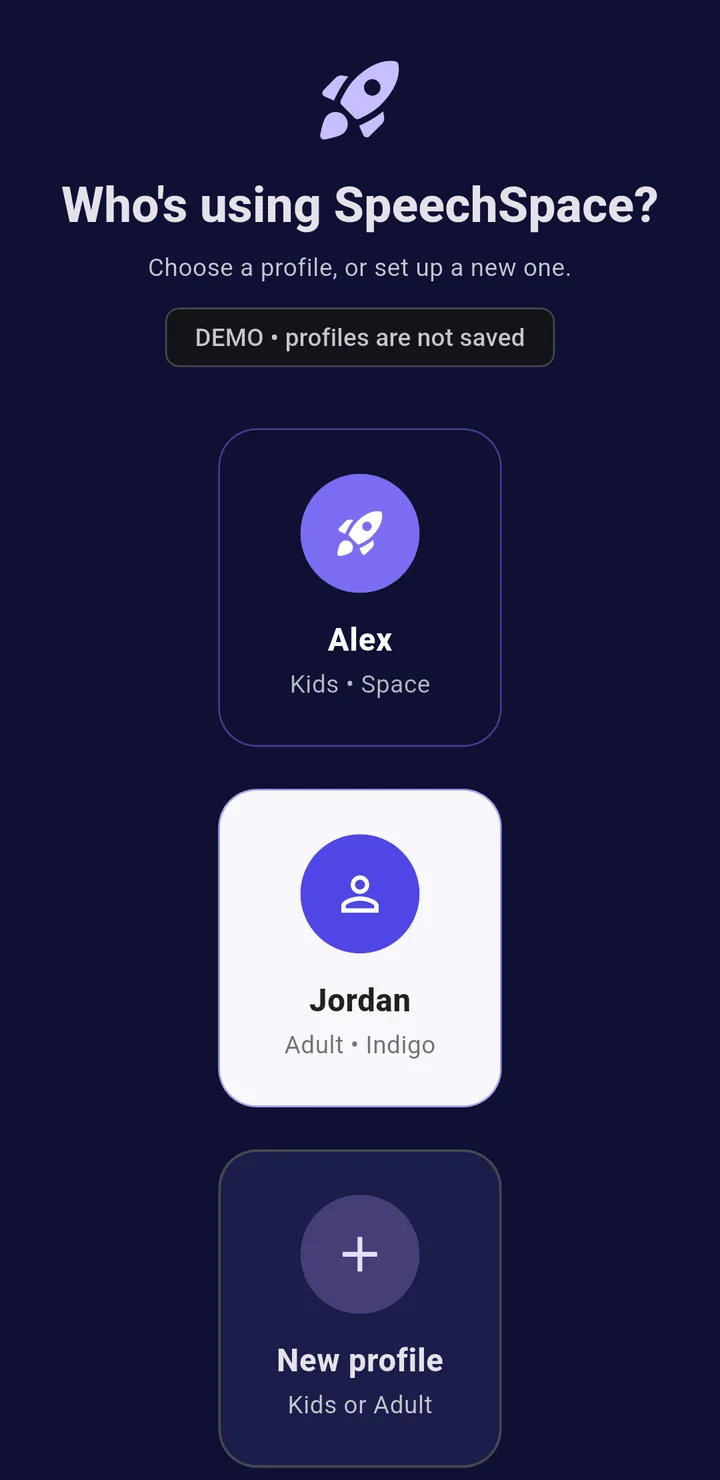 Who's using SpeechSpace?
Choose a profile, or set up a new one.
DEMO • profiles are not saved
Alex
Kids • Space
Jordan
Adult • Indigo
New profile
Kids or Adult